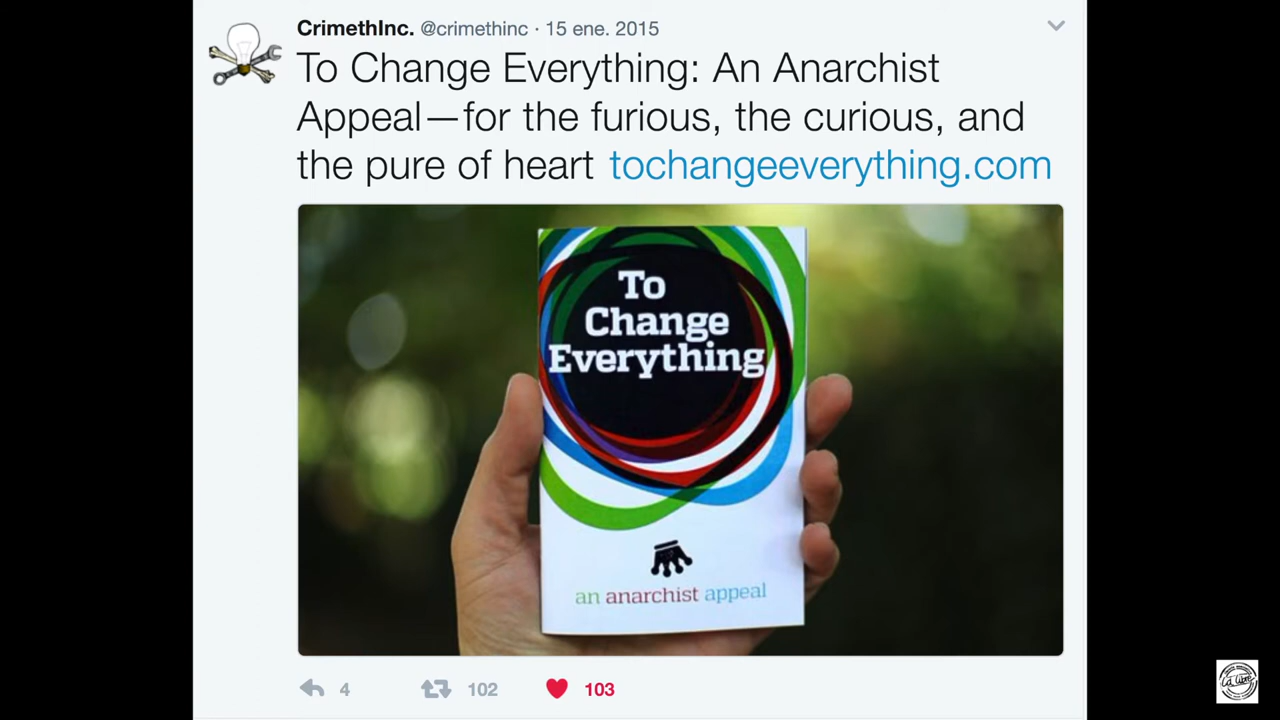 CrimethInc. @crimethinc · 15 ene. 2015
To Change Everything: An Anarchist
Appeal—for the furious, the curious, and
the pure of heart tochangeeverything.com
To
Change
Everything
an anarchist appeal
4 102 103